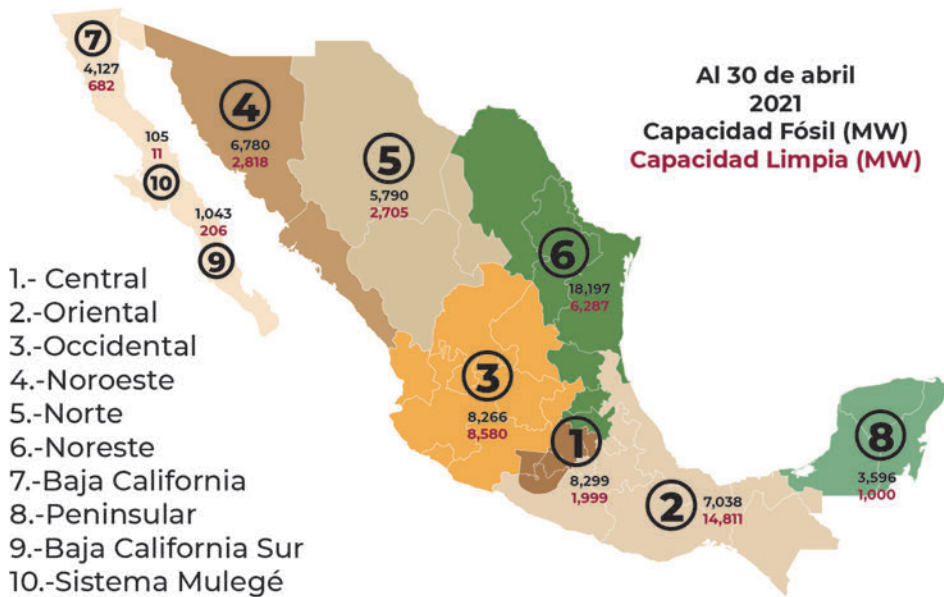 Al 30 de abril
2021
Capacidad Fósil (MW)
Capacidad Limpia (MW)
7
4,127
682
4
6,780
2,818
105
11
10
5
5,790
2,705
1,043
206
9
6
18,197
6,287
3
8,266
8,580
1
8,299
1,999
2
7,038
14,811
8
3,596
1,000
1.- Central
2.-Oriental
3.-Occidental
4.-Noroeste
5.-Norte
6.-Noreste
7.-Baja California
8.-Peninsular
9.-Baja California Sur
10.-Sistema Mulegé